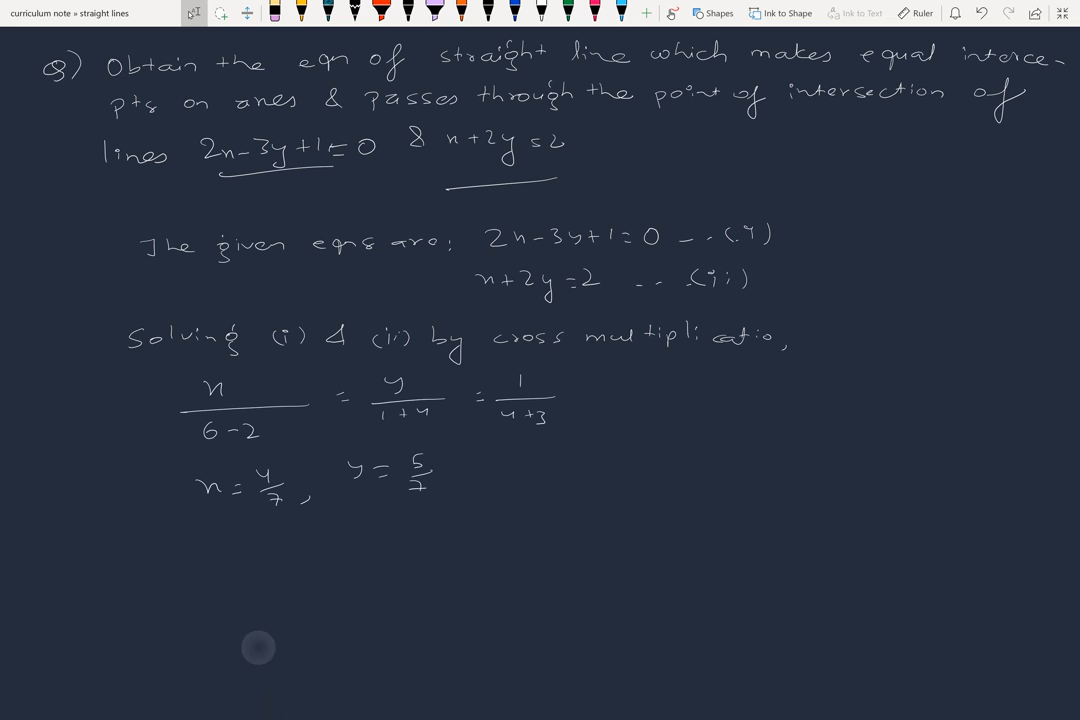 curriculum note » straight lines
Shapes Ink to Shape Ink to Text Ruler
Q) Obtain the eqn of straight line which makes equal interce-
pts on axes & passes through the point of intersection of
lines 2x-3y+1=0 & x+2y=2
The given eqns are: 2x-3y+1=0 -..(i)
x+2y=2 -.. .(ii)
Solving (i) & (ii) by cross multiplicatio,
x/(6-2) = y/(1+4) = 1/(4+3)
x=4/7, y=5/7